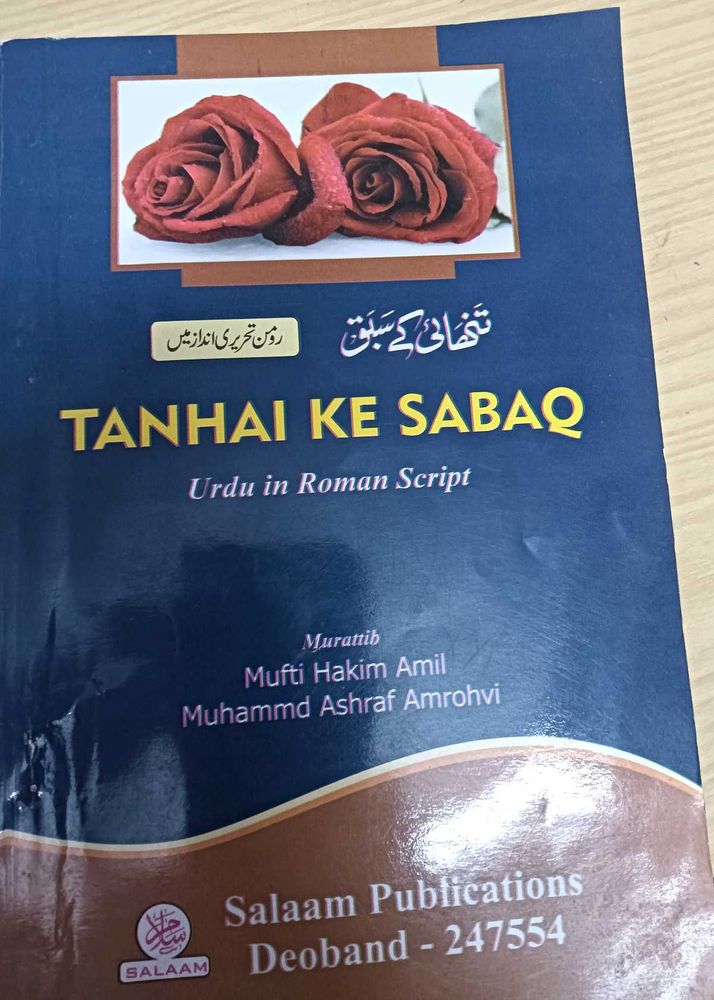 تنہائی کے سبق
رومن تحریری انداز میں
TANHAI KE SABAQ
Urdu in Roman Script
Murattib
Mufti Hakim Amil
Muhammd Ashraf Amrohvi
Salaam Publications
Deoband - 247554
SALAAM